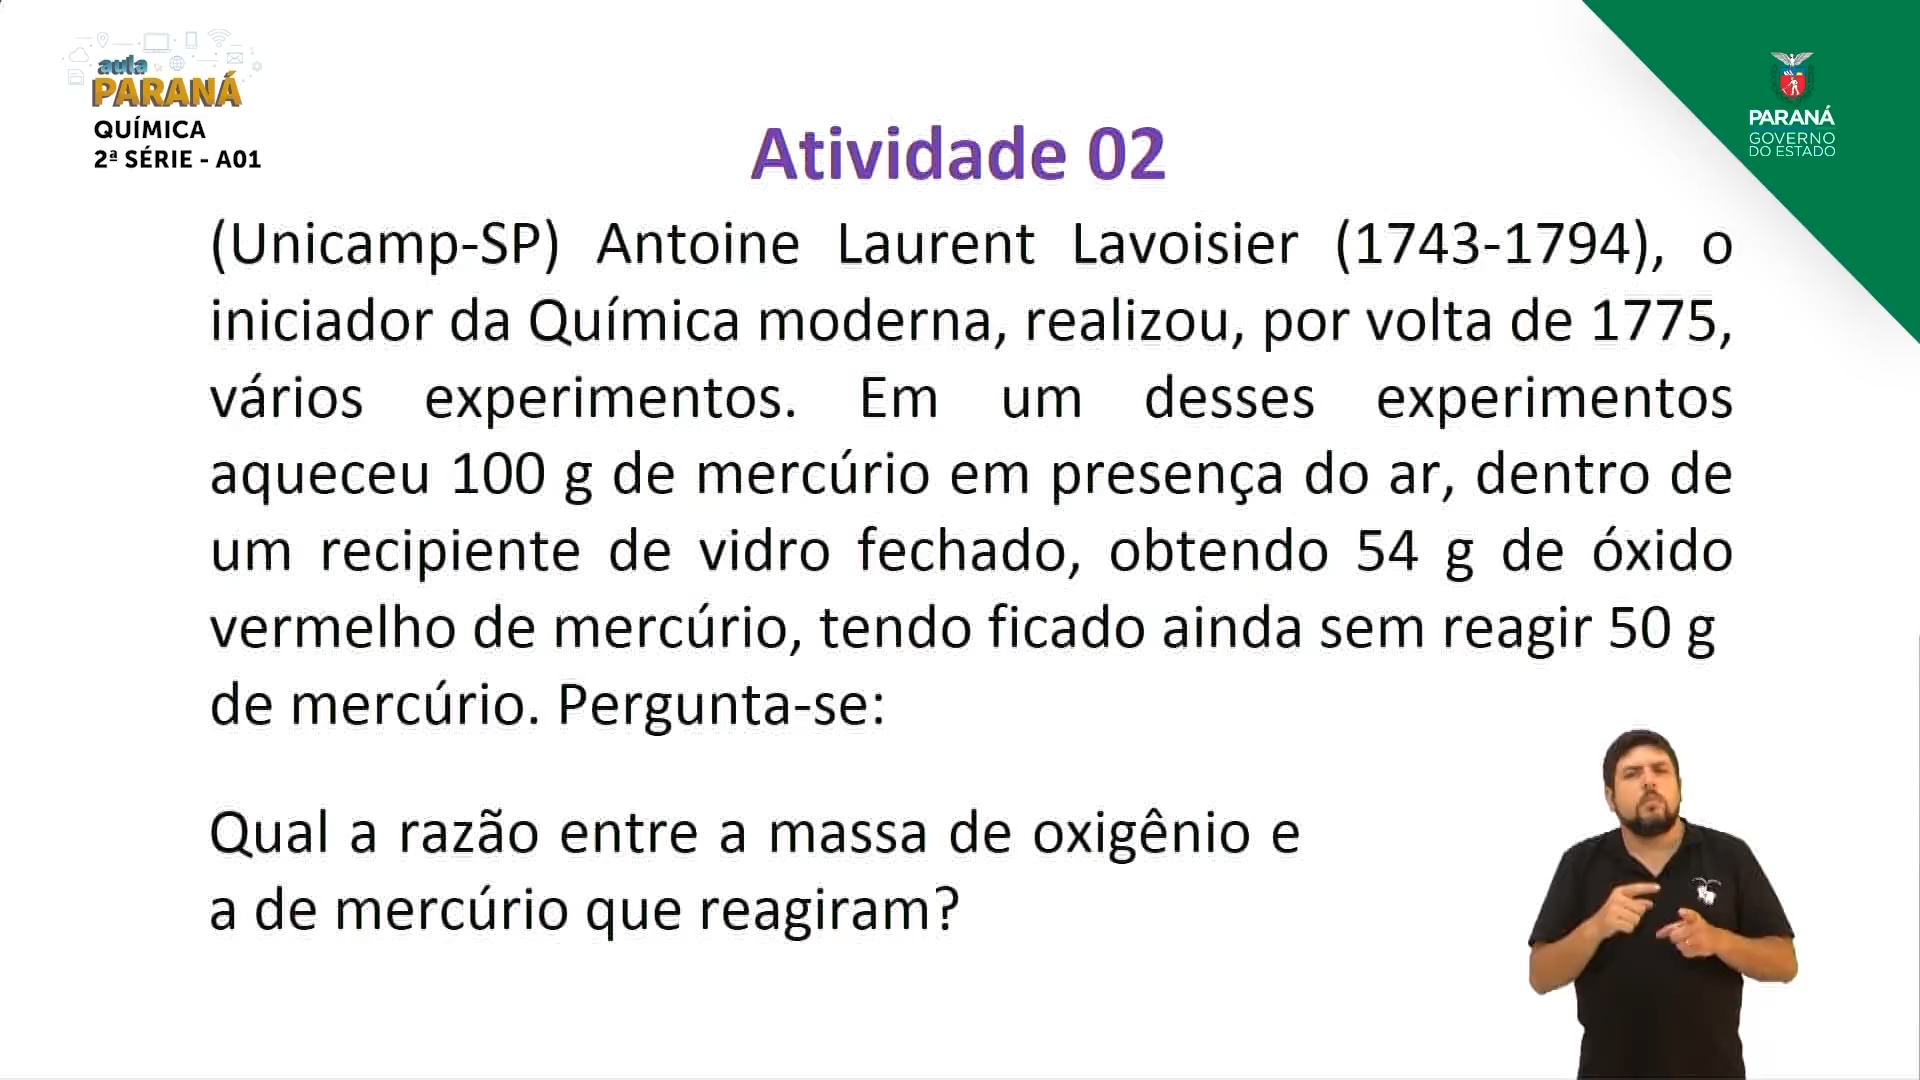 aula
PARANÁ
QUÍMICA
2ª SÉRIE - A01
PARANÁ
GOVERNO
DO ESTADO
Atividade 02
(Unicamp-SP) Antoine Laurent Lavoisier (1743-1794), o
iniciador da Química moderna, realizou, por volta de 1775,
vários experimentos. Em um desses experimentos
aqueceu 100 g de mercúrio em presença do ar, dentro de
um recipiente de vidro fechado, obtendo 54 g de óxido
vermelho de mercúrio, tendo ficado ainda sem reagir 50 g
de mercúrio. Pergunta-se:
Qual a razão entre a massa de oxigênio e
a de mercúrio que reagiram?